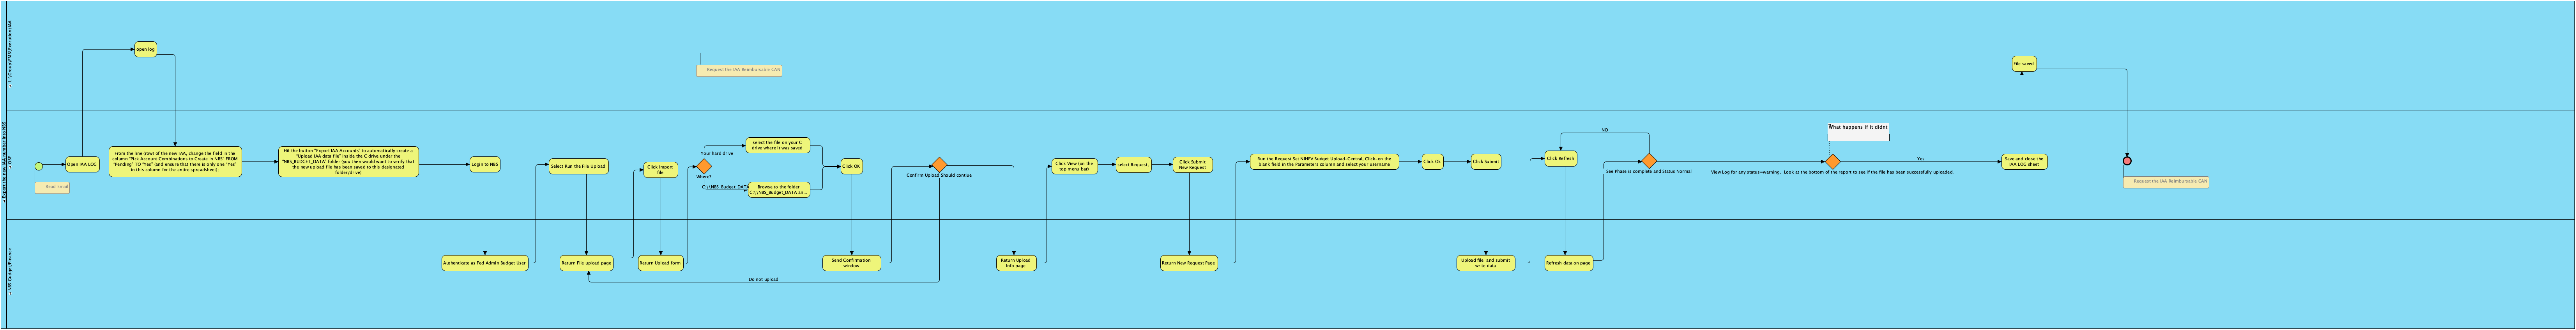 Export the new IAA number into NBS
L:\Group\FMB\Execution\IAA
open log
Request the IAA Reimbursable CAN
File saved
OBF
Read Email
Open IAA LOG
From the line (row) of the new IAA, change the field in the
column "Pick Account Combinations to Create in NBS" FROM
"Pending" TO "Yes" (and ensure that there is only one "Yes"
in this column for the entire spreadsheet).
Hit the button "Export IAA Accounts" to automatically create a
"Upload IAA data file" inside the C drive under the
"NBS_BUDGET_DATA" folder (you then would want to verify that
the new upload file has been saved to this designated
folder/drive)
Login to NBS
Select Run the File Upload
Click Import
file
Where?
Your hard drive
select the file on your C
drive where it was saved
C:\\NBS_Budget_DATA
Browse to the folder
C:\\NBS_Budget_DATA an...
Click OK
Confirm Upload Should contiue
Click View (on the
top menu bar)
select Request,
Click Submit
New Request
Run the Request Set NIHFV Budget Upload-Central, Click-on the
blank field in the Parameters column and select your username
Click Ok
Click Submit
Click Refresh
NO
See Phase is complete and Status Normal
What happens if it didnt
View Log for any status=warning.  Look at the bottom of the report to see if the file has been successfully uploaded.
Yes
Save and close the
IAA LOG sheet
Request the IAA Reimbursable CAN
NBS Budget/Finance
Authenticate as Fed Admin Budget User
Return File upload page
Return Upload form
Do not upload
Send Confirmation
window
Return Upload
Info page
Return New Request Page
Upload file  and submit
write data
Refresh data on page